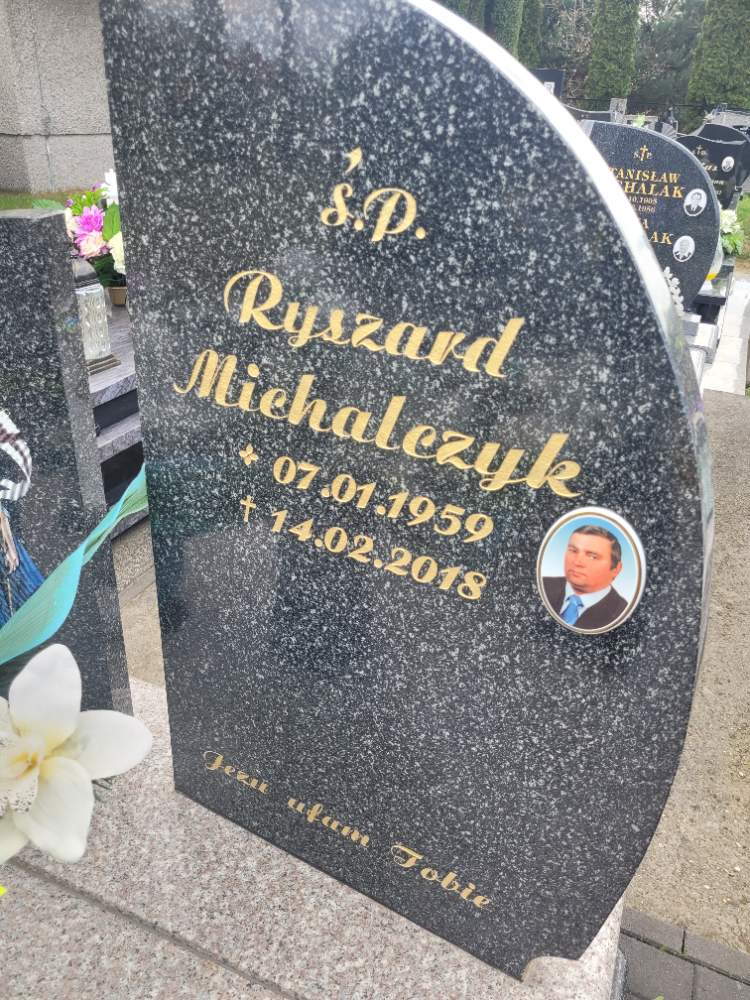 ś.P.
Ryszard
Michalczyk
07.01.1959
† 14.02.2018
Jezu ufam Tobie
Ś†P.